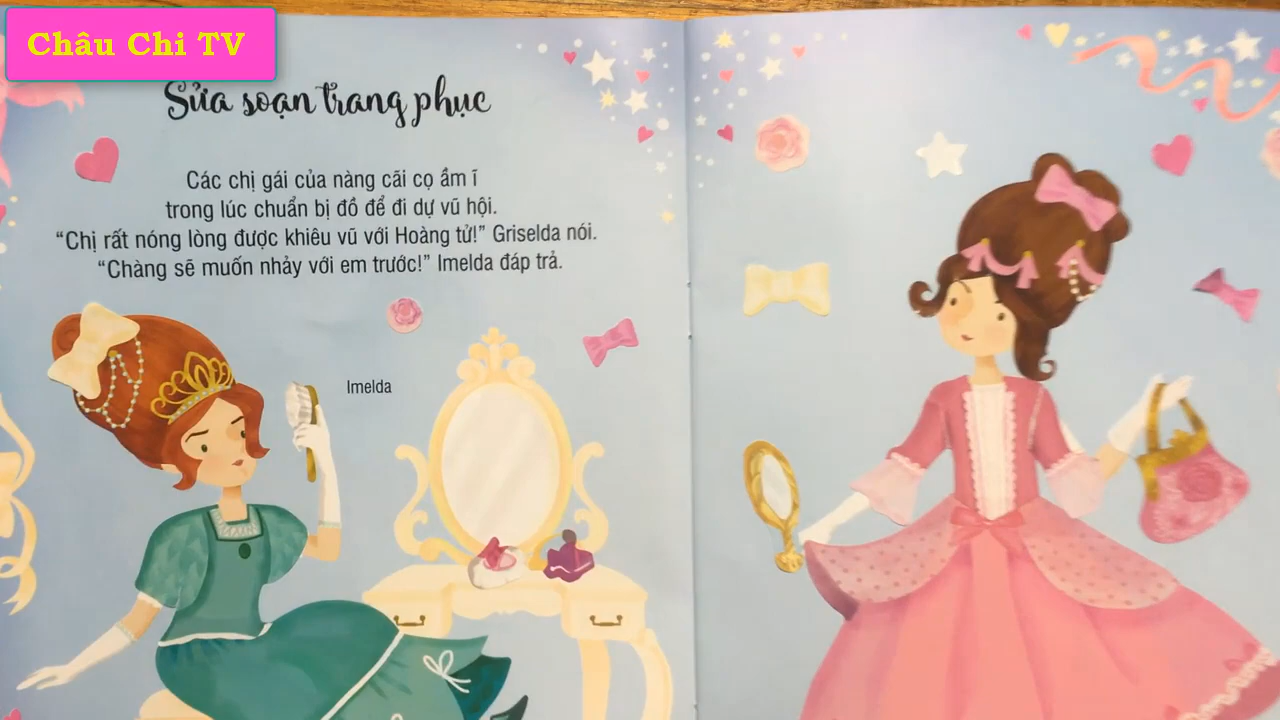 Châu Chi TV
Sửa soạn trang phục
Các chị gái của nàng cãi cọ ầm ĩ
trong lúc chuẩn bị đồ để đi dự vũ hội.
“Chị rất nóng lòng được khiêu vũ với Hoàng tử!” Griselda nói.
“Chàng sẽ muốn nhảy với em trước!” Imelda đáp trả.
Imelda